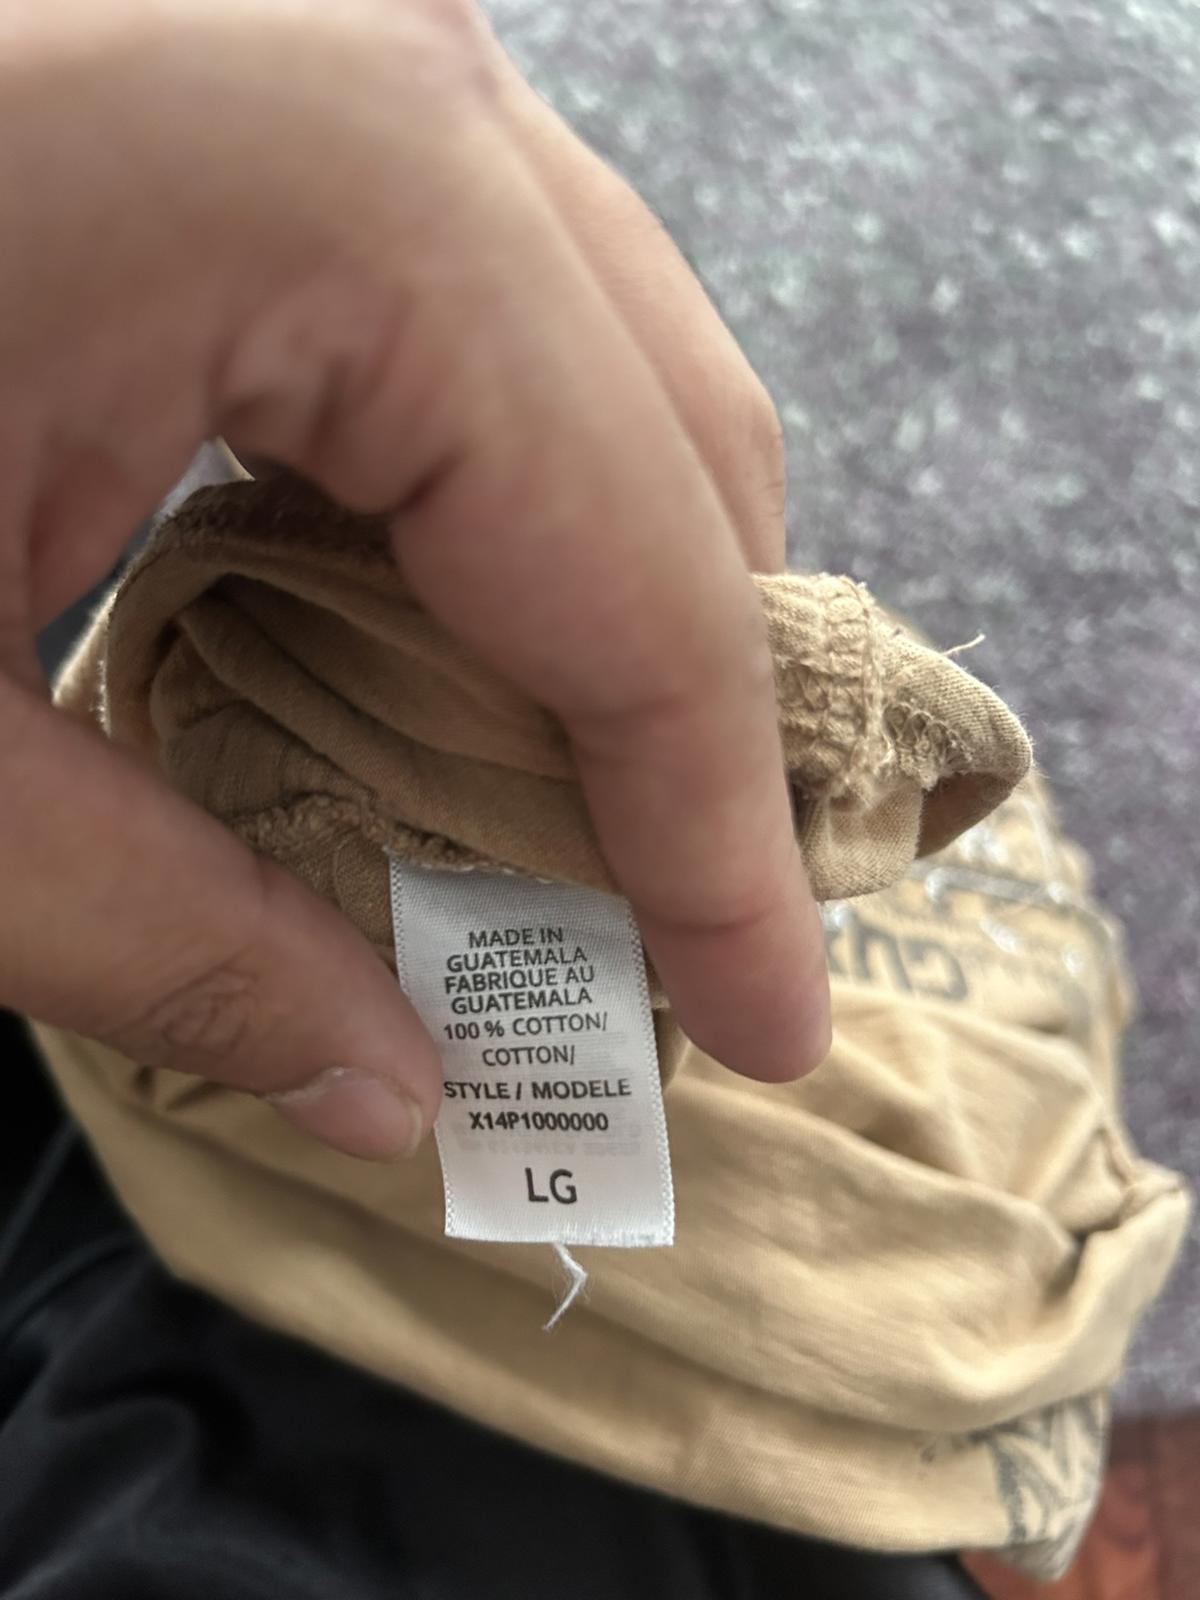 MADE IN
GUATEMALA
FABRIQUE AU
GUATEMALA
100 % COTTON/
COTTON/
STYLE / MODELE
X14P1000000
LG